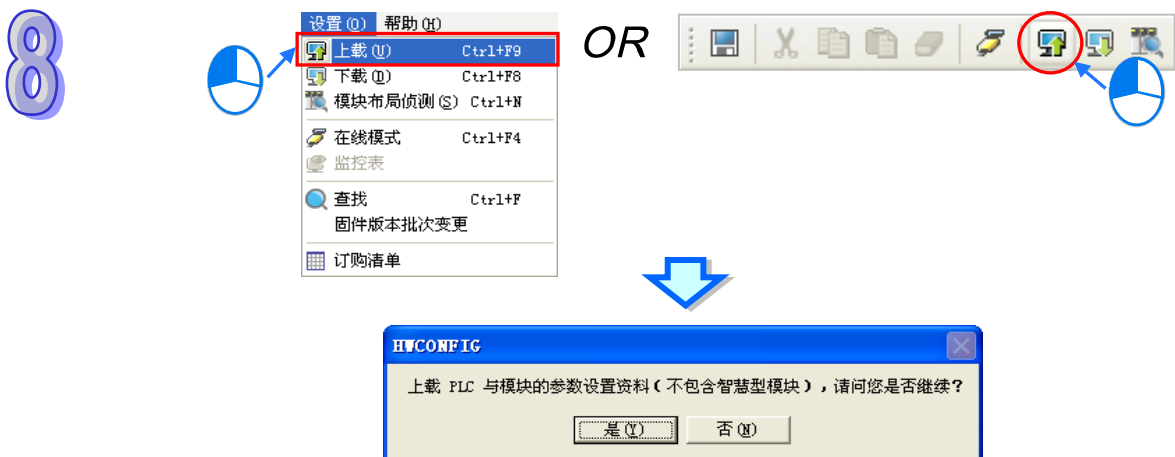 8
设置(O) 帮助(H)
上载(U) Ctrl+F9
下载(D) Ctrl+F8
模块布局侦测(S) Ctrl+N
在线模式 Ctrl+F4
监控表
查找 Ctrl+F
固件版本批次变更
订购清单
OR
HWCONFIG
上载 PLC 与模块的参数设置资料(不包含智慧型模块),请问您是否继续?
是(Y) 否(N)